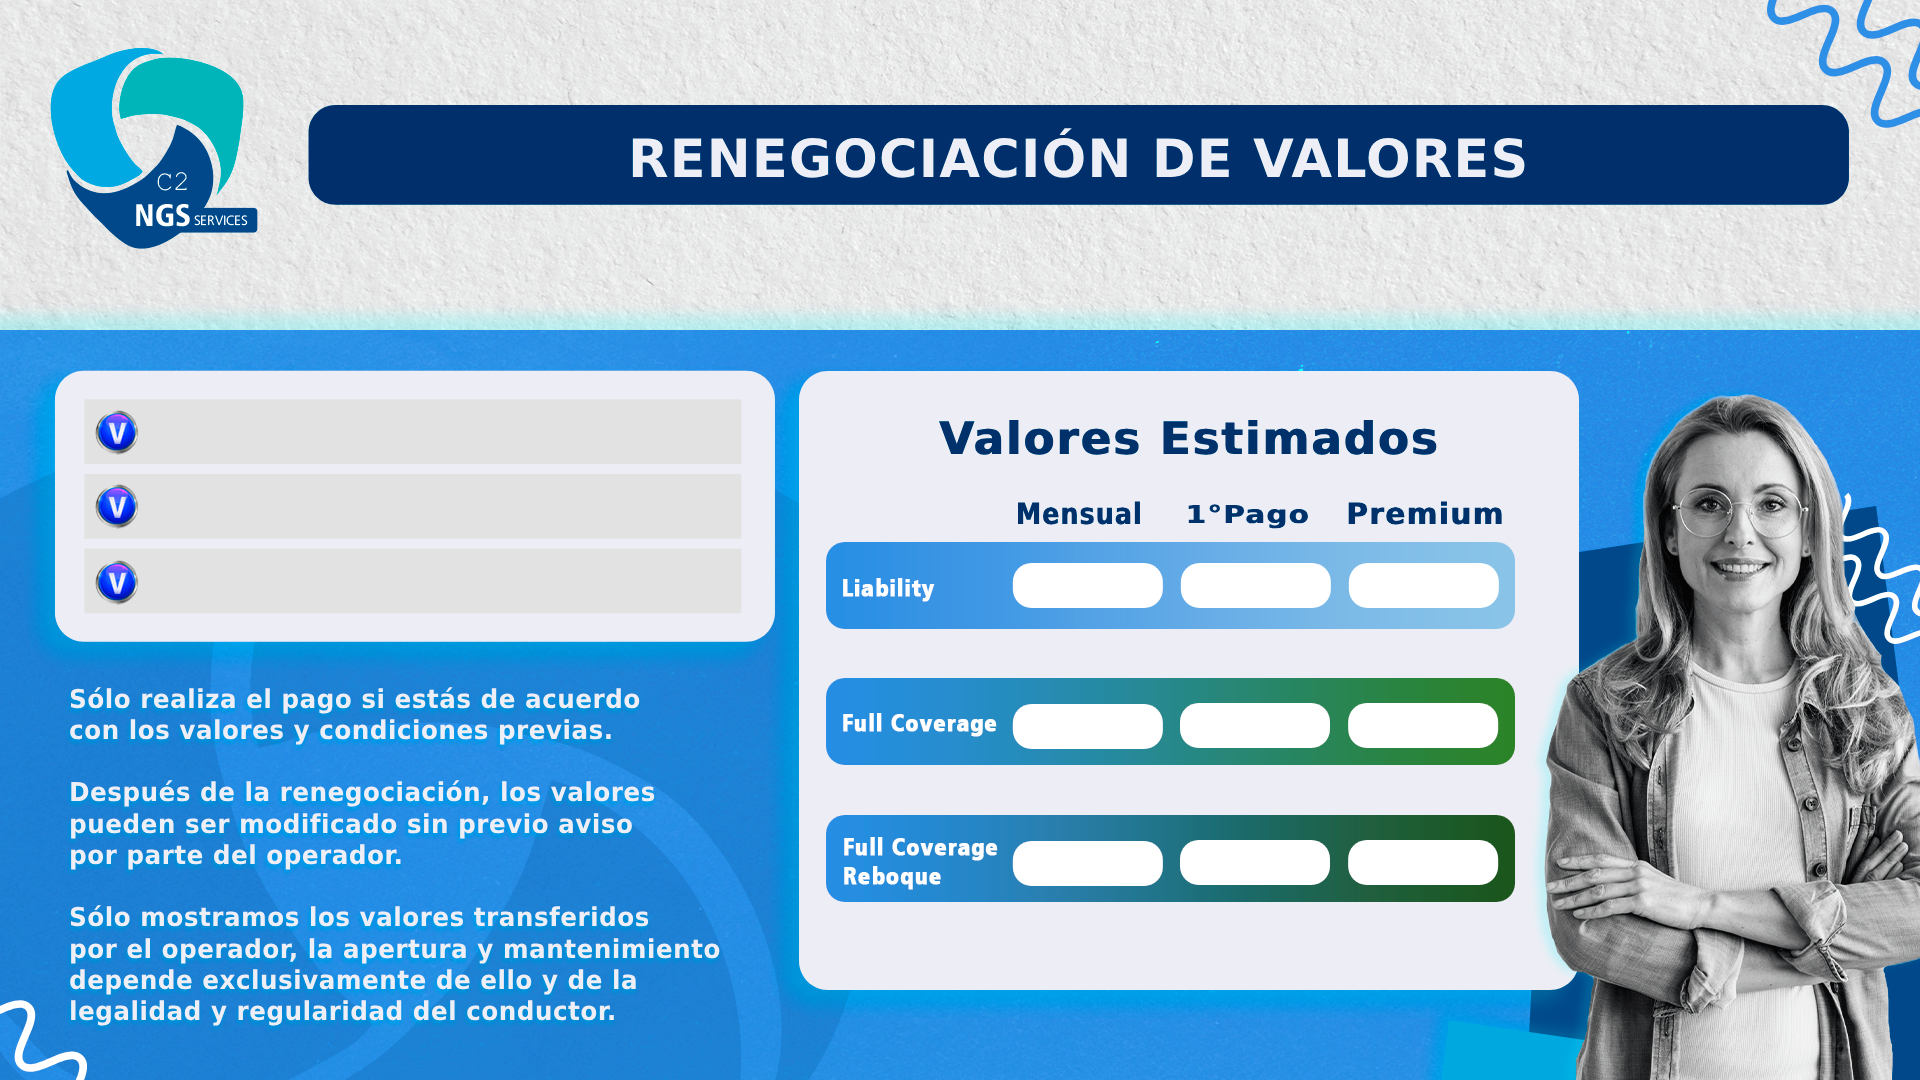 C2
NGS SERVICES
RENEGOCIACIÓN DE VALORES
V
V
V
Sólo realiza el pago si estás de acuerdo
con los valores y condiciones previas.
Después de la renegociación, los valores
pueden ser modificado sin previo aviso
por parte del operador.
Sólo mostramos los valores transferidos
por el operador, la apertura y mantenimiento
depende exclusivamente de ello y de la
legalidad y regularidad del conductor.
Valores Estimados
Mensual 1°Pago Premium
Liability
Full Coverage
Full Coverage
Reboque